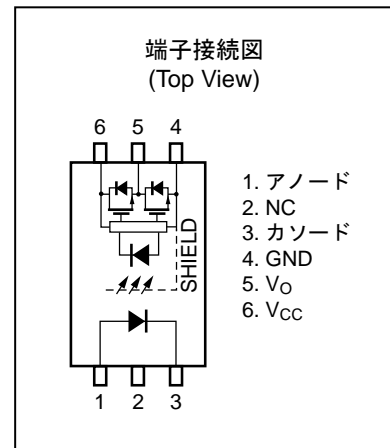 端子接続図
(Top View)
6 5 4
SHIELD
1 2 3
1. アノード
2. NC
3. カソード
4. GND
5. VO
6. VCC